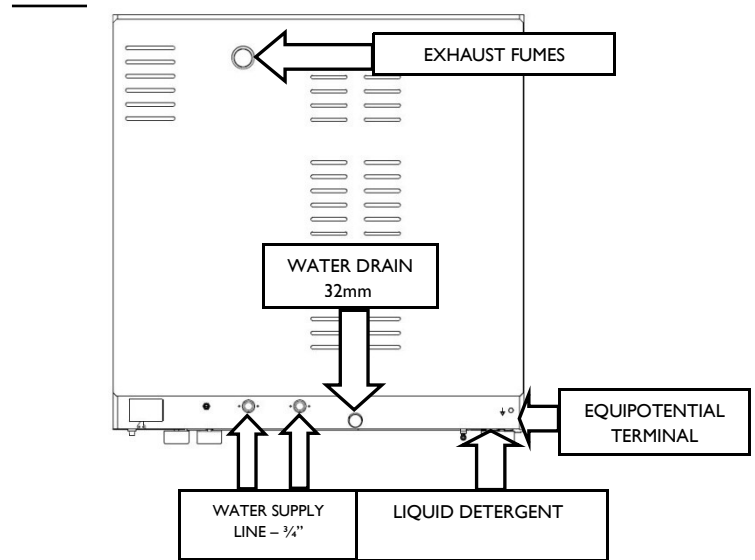 EXHAUST FUMES
WATER DRAIN
32mm
EQUIPOTENTIAL
TERMINAL
WATER SUPPLY
LINE – ¾”
LIQUID DETERGENT